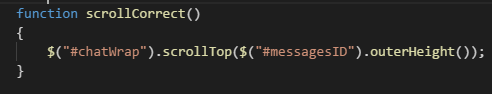 function scrollCorrect()
{
    $("#chatWrap").scrollTop($("#messagesID").outerHeight());
}